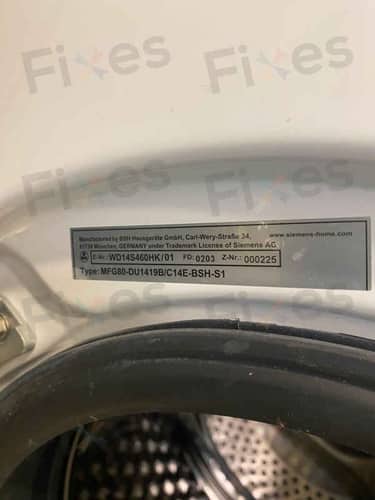 Fixes
Fixes
Manufactured by BSH Hausgeräte GmbH, Carl-Wery-Straße 34,
81739 München, GERMANY under Trademark License of Siemens AG
www.siemens-home.com
E-Nr.: WD14S460HK/01 FD: 0203 Z-Nr.: 000225
Type: MFG80-DU1419B/C14E-BSH-S1
Fixes
Fixes
Fixes
Fixes